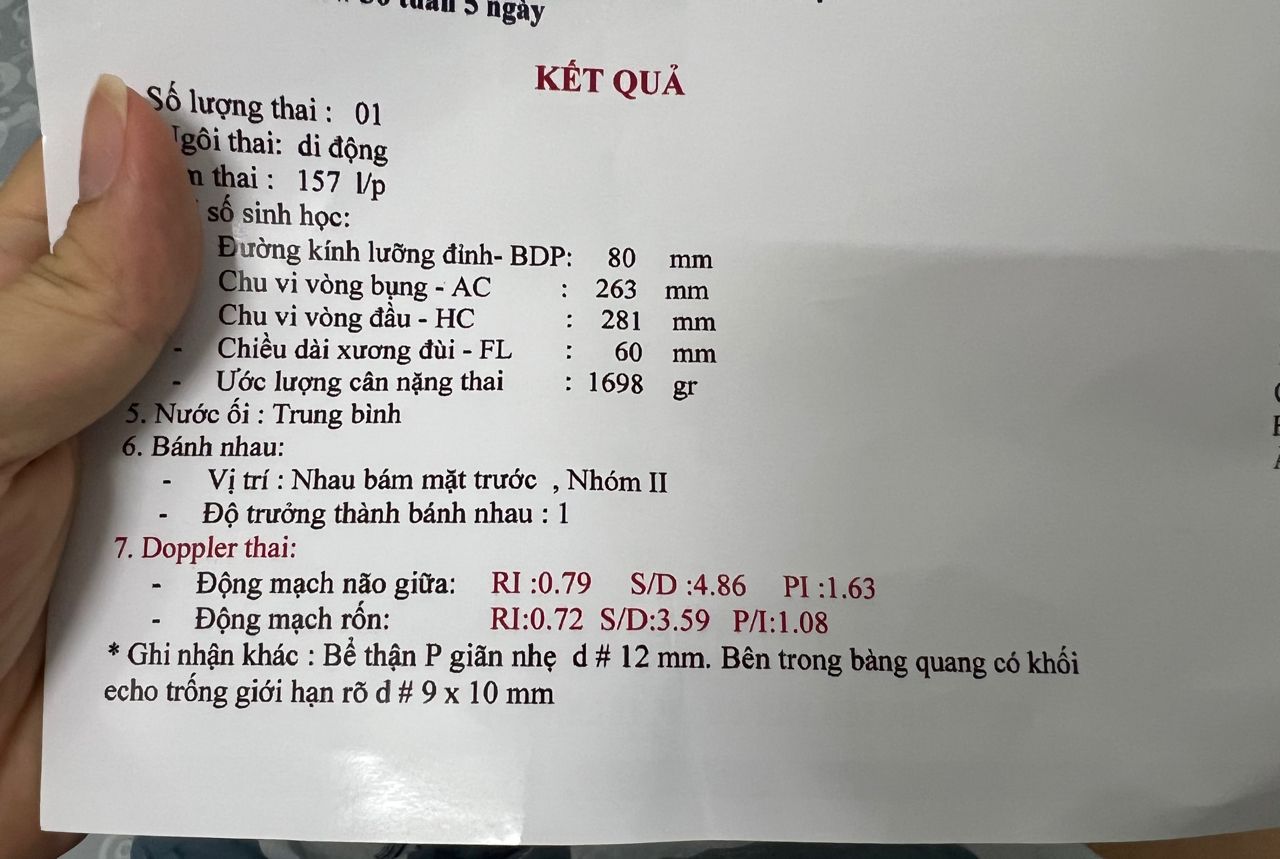 tuần 5 ngày
KẾT QUẢ
Số lượng thai : 01
thai: di động
thai : 157 l/p
số sinh học:
Đường kính lưỡng đỉnh- BDP: 80 mm
Chu vi vòng bụng - AC : 263 mm
Chu vi vòng đầu - HC : 281 mm
- Chiều dài xương đùi - FL : 60 mm
- Ước lượng cân nặng thai : 1698 gr
5. Nước ối : Trung bình
6. Bánh nhau:
- Vị trí : Nhau bám mặt trước , Nhóm II
- Độ trưởng thành bánh nhau : 1
7. Doppler thai:
- Động mạch não giữa: RI :0.79 S/D :4.86 PI :1.63
- Động mạch rốn: RI:0.72 S/D:3.59 P/I:1.08
* Ghi nhận khác : Bể thận P giãn nhẹ d # 12 mm. Bên trong bàng quang có khối
echo trống giới hạn rõ d # 9 x 10 mm